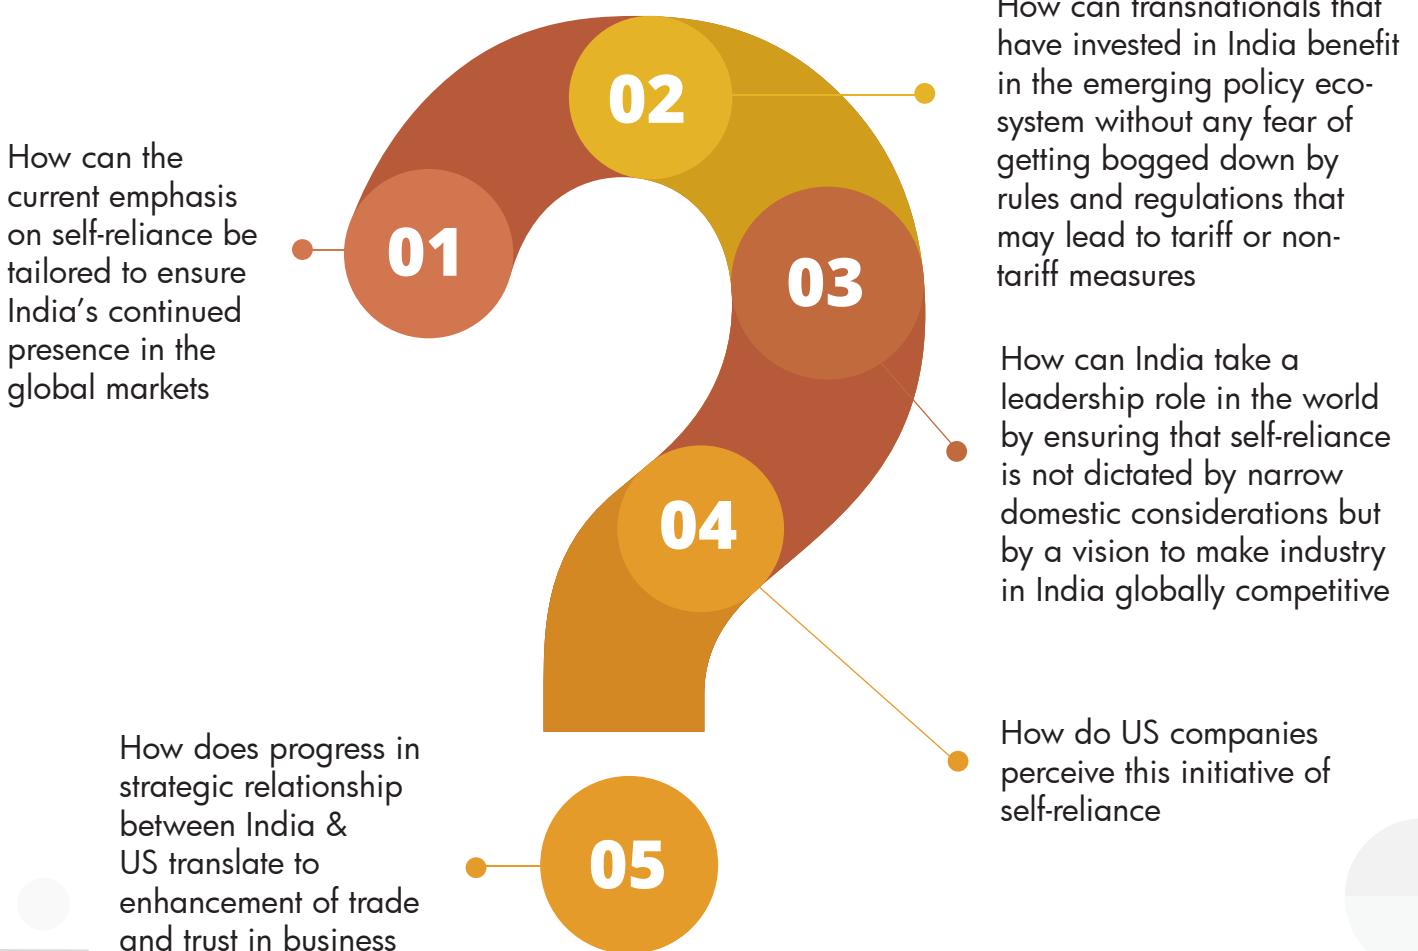 01
How can the
current emphasis
on self-reliance be
tailored to ensure
India’s continued
presence in the
global markets
02
How can transnationals that
have invested in India benefit
in the emerging policy eco-
system without any fear of
getting bogged down by
rules and regulations that
may lead to tariff or non-
tariff measures
03
How can India take a
leadership role in the world
by ensuring that self-reliance
is not dictated by narrow
domestic considerations but
by a vision to make industry
in India globally competitive
04
How do US companies
perceive this initiative of
self-reliance
05
How does progress in
strategic relationship
between India &
US translate to
enhancement of trade
and trust in business